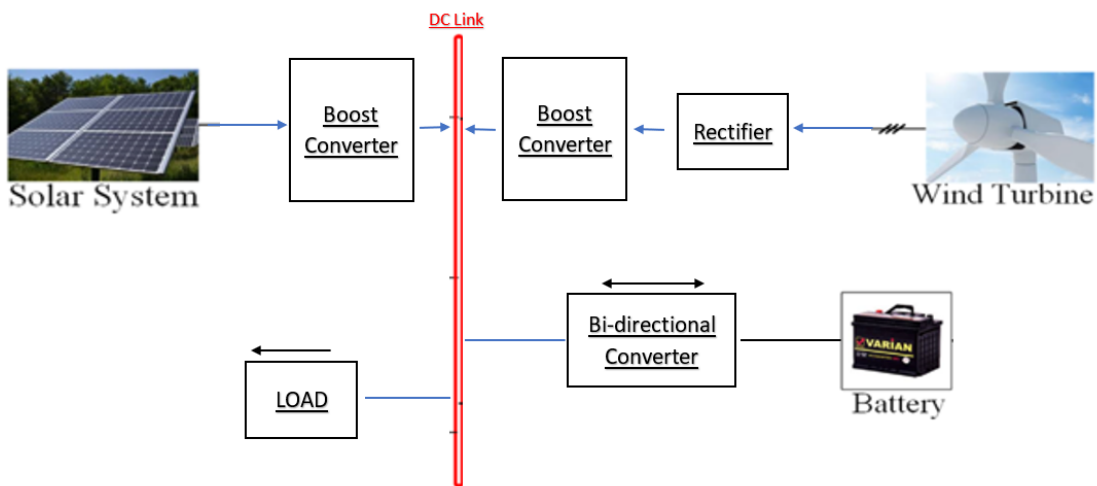 DC Link
Boost
Converter
Boost
Converter
Rectifier
Solar System
Wind Turbine
Bi-directional
Converter
VARIAN
LOAD
Battery